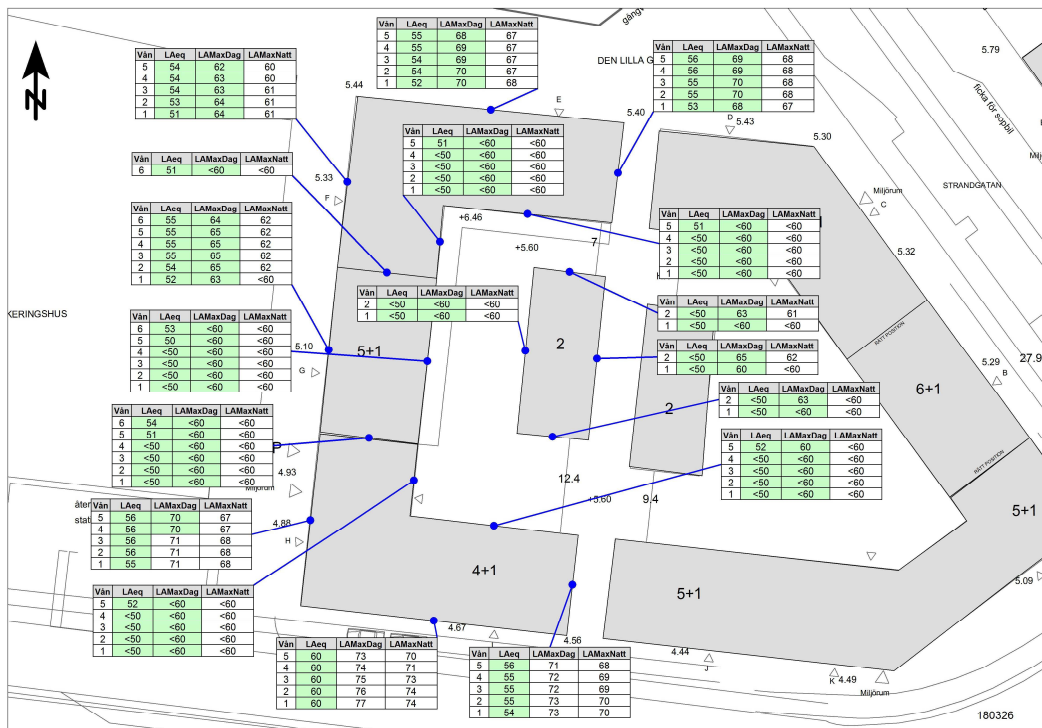 gångv
5.79
ficka för sopbil
Miljörum
STRANDGATAN
C
5.32
5.30
D
5.43
DEN LILLA G
5.40
E
5.44
N
Vån LAeq LAMaxDag LAMaxNatt
5 54 62 60
4 54 63 60
3 54 63 61
2 53 64 61
1 51 64 61
Vån LAeq LAMaxDag LAMaxNatt
5 55 68 67
4 55 69 67
3 54 69 67
2 54 70 67
1 52 70 68
Vån LAeq LAMaxDag LAMaxNatt
5 56 69 68
4 56 69 68
3 55 70 68
2 55 70 68
1 53 68 67
Vån LAeq LAMaxDag LAMaxNatt
5 51 <60 <60
4 <50 <60 <60
3 <50 <60 <60
2 <50 <60 <60
1 <50 <60 <60
Vån LAeq LAMaxDag LAMaxNatt
6 51 <60 <60
5.33
F
Vån LAeq LAMaxDag LAMaxNatt
6 55 64 62
5 55 65 62
4 55 65 62
3 55 65 62
2 54 65 62
1 52 63 <60
+6.46
+5.60
7
Vån LAeq LAMaxDag LAMaxNatt
5 51 <60 <60
4 <50 <60 <60
3 <50 <60 <60
2 <50 <60 <60
1 <50 <60 <60
Vån LAeq LAMaxDag LAMaxNatt
2 <50 <60 <60
1 <50 <60 <60
Vån LAeq LAMaxDag LAMaxNatt
2 <50 63 61
1 <50 <60 <60
KERINGSHUS
Vån LAeq LAMaxDag LAMaxNatt
6 53 <60 <60
5 50 <60 <60
4 <50 <60 <60
3 <50 <60 <60
2 <50 <60 <60
1 <50 <60 <60
5.10
G
5+1
2
Vån LAeq LAMaxDag LAMaxNatt
2 <50 65 62
1 <50 60 <60
RÄTT POSITION
5.29
27.9
B
6+1
Vån LAeq LAMaxDag LAMaxNatt
2 <50 63 <60
1 <50 <60 <60
2
Vån LAeq LAMaxDag LAMaxNatt
6 54 <60 <60
5 51 <60 <60
4 <50 <60 <60
3 <50 <60 <60
2 <50 <60 <60
1 <50 <60 <60
P
4.93
Miljörum
Vån LAeq LAMaxDag LAMaxNatt
5 52 60 <60
4 <50 <60 <60
3 <50 <60 <60
2 <50 <60 <60
1 <50 <60 <60
RÄTT POSITION
12.4
+5.60
9.4
5+1
åter
stat
Vån LAeq LAMaxDag LAMaxNatt
5 56 70 67
4 56 70 67
3 56 71 68
2 56 71 68
1 55 71 68
4.88
H
4+1
5+1
5.09
Vån LAeq LAMaxDag LAMaxNatt
5 52 <60 <60
4 <50 <60 <60
3 <50 <60 <60
2 <50 <60 <60
1 <50 <60 <60
4.67
4.56
Vån LAeq LAMaxDag LAMaxNatt
5 60 73 70
4 60 74 71
3 60 75 73
2 60 76 74
1 60 77 74
Vån LAeq LAMaxDag LAMaxNatt
5 56 71 68
4 55 72 69
3 55 72 69
2 55 73 70
1 54 73 70
4.44
J
K
4.49
Miljörum
180326